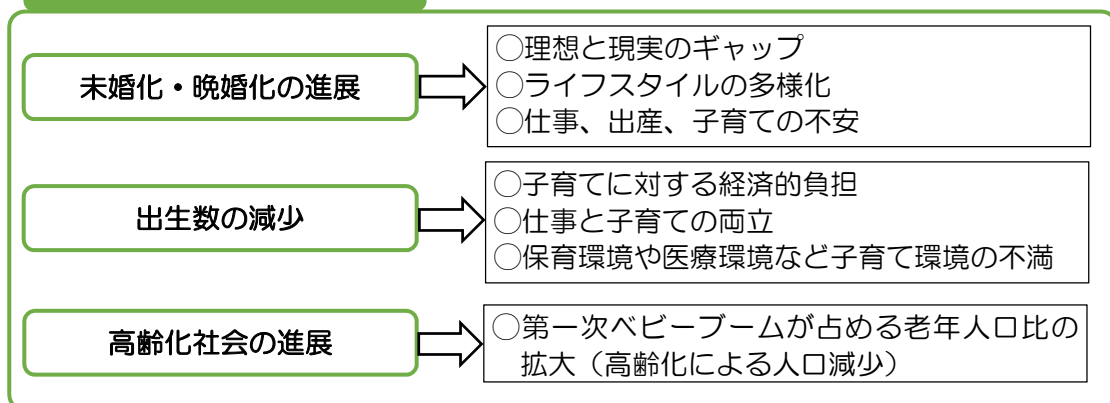 未婚化・晩婚化の進展
○理想と現実のギャップ
○ライフスタイルの多様化
○仕事、出産、子育ての不安
出生数の減少
○子育てに対する経済的負担
○仕事と子育ての両立
○保育環境や医療環境など子育て環境の不満
高齢化社会の進展
○第一次ベビーブームが占める老年人口比の
拡大（高齢化による人口減少）